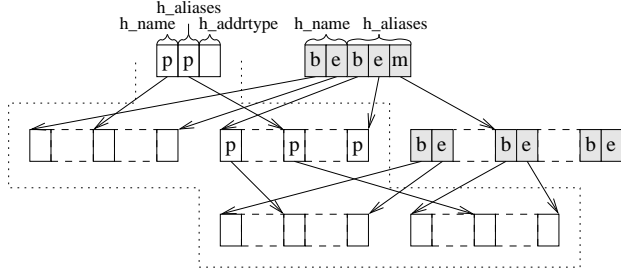 h_aliases
h_name h_addrtype h_name h_aliases
p p b e b e m
p p p b e b e b e